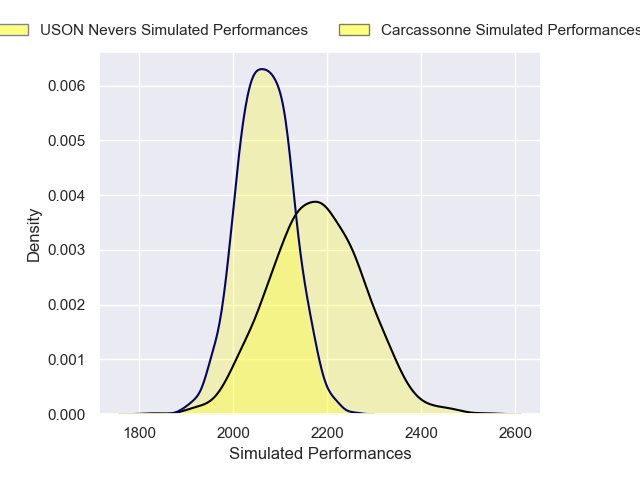 USON Nevers Simulated Performances
Carcassonne Simulated Performances
0.006
0.005
0.004
0.003
0.002
0.001
0.000
Density
1800 2000 2200 2400 2600
Simulated Performances